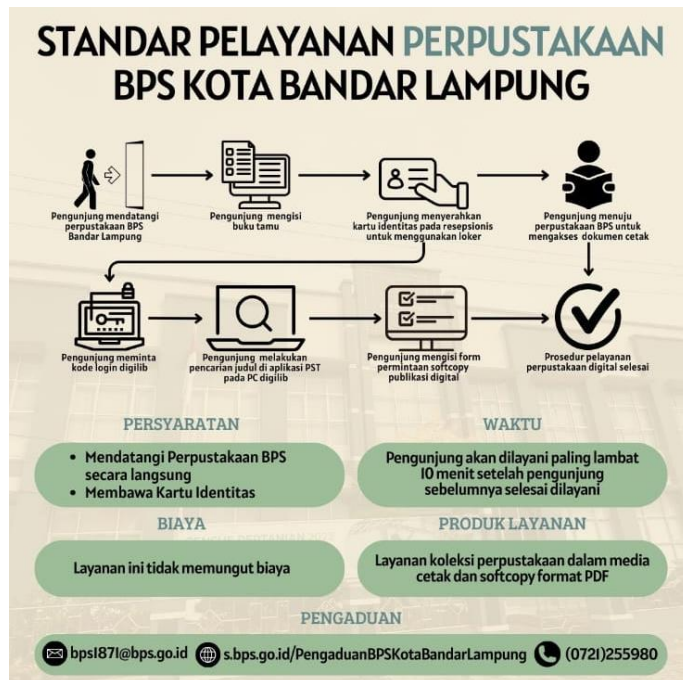 STANDAR PELAYANAN PERPUSTAKAAN
BPS KOTA BANDAR LAMPUNG
Pengunjung mendatangi
perpustakaan BPS
Bandar Lampung
Pengunjung mengisi
buku tamu
Pengunjung menyerahkan
kartu identitas pada resepsionis
untuk menggunakan loker
Pengunjung menuju
perpustakaan BPS untuk
mengakses dokumen cetak
Pengunjung meminta
kode login digilib
Pengunjung melakukan
pencarian judul di aplikasi PST
pada PC digilib
Pengunjung mengisi form
permintaan softcopy
publikasi digital
Prosedur pelayanan
perpustakaan digital selesai
PERSYARATAN
• Mendatangi Perpustakaan BPS
secara langsung
• Membawa Kartu Identitas
WAKTU
Pengunjung akan dilayani paling lambat
10 menit setelah pengunjung
sebelumnya selesai dilayani
BIAYA
Layanan ini tidak memungut biaya
PRODUK LAYANAN
Layanan koleksi perpustakaan dalam media
cetak dan softcopy format PDF
PENGADUAN
bps1871@bps.go.id
s.bps.go.id/PengaduanBPSKotaBandarLampung
(0721)255980